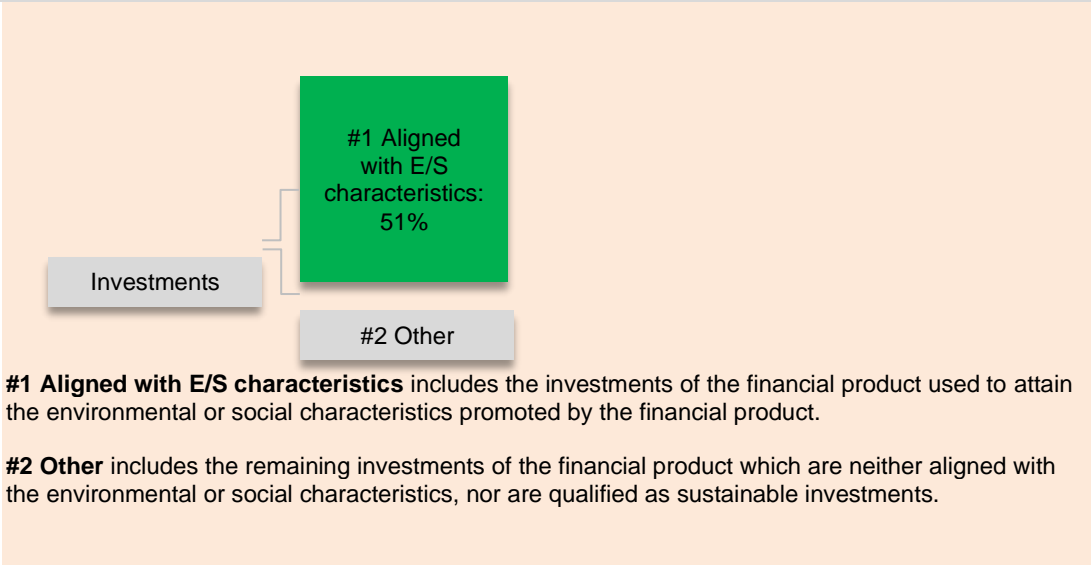 #1 Aligned
with E/S
characteristics:
51%
Investments
#2 Other
#1 Aligned with E/S characteristics includes the investments of the financial product used to attain
the environmental or social characteristics promoted by the financial product.
#2 Other includes the remaining investments of the financial product which are neither aligned with
the environmental or social characteristics, nor are qualified as sustainable investments.